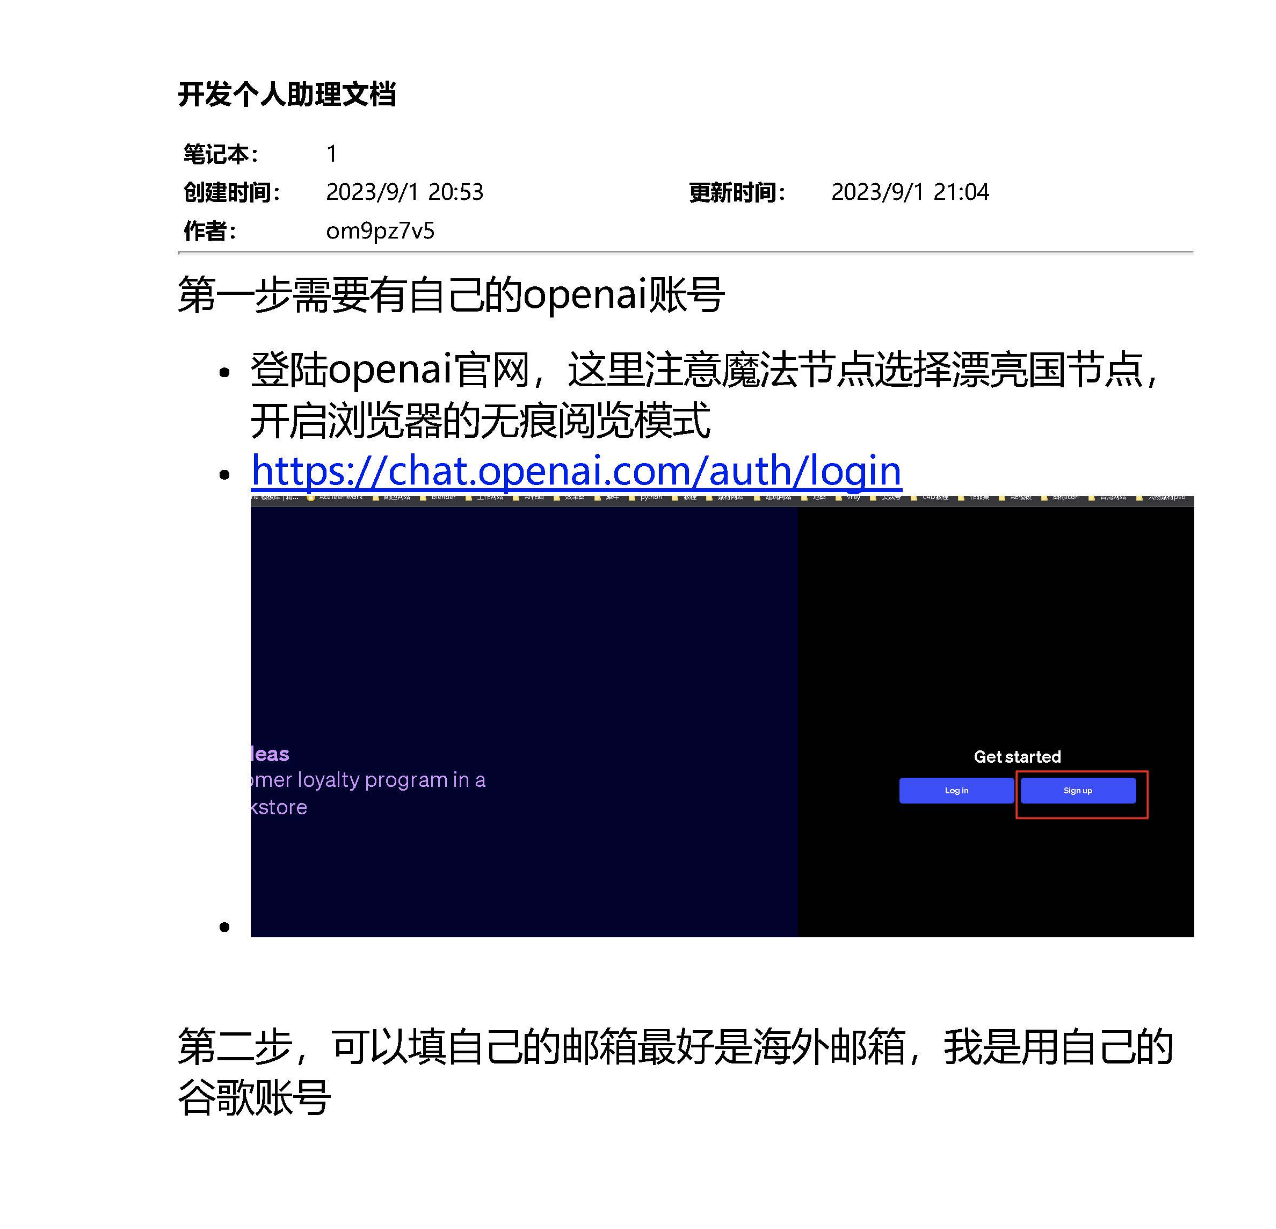 开发个人助理文档
笔记本： 1
创建时间： 2023/9/1 20:53 更新时间： 2023/9/1 21:04
作者： om9pz7v5
第一步需要有自己的openai账号
登陆openai官网，这里注意魔法节点选择漂亮国节点，
开启浏览器的无痕阅览模式
https://chat.openai.com/auth/login
leas
omer loyalty program in a
kstore
Get started
Log in Sign up
第二步，可以填自己的邮箱最好是海外邮箱，我是用自己的
谷歌账号